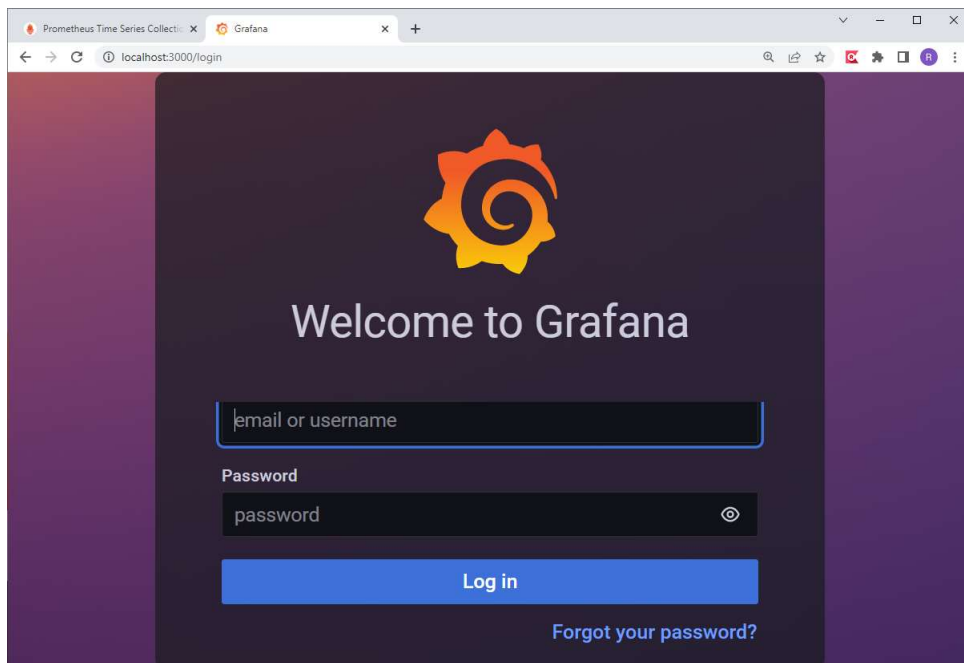 Prometheus Time Series Collectio
Grafana
localhost:3000/login
R
Welcome to Grafana
email or username
Password
password
Log in
Forgot your password?